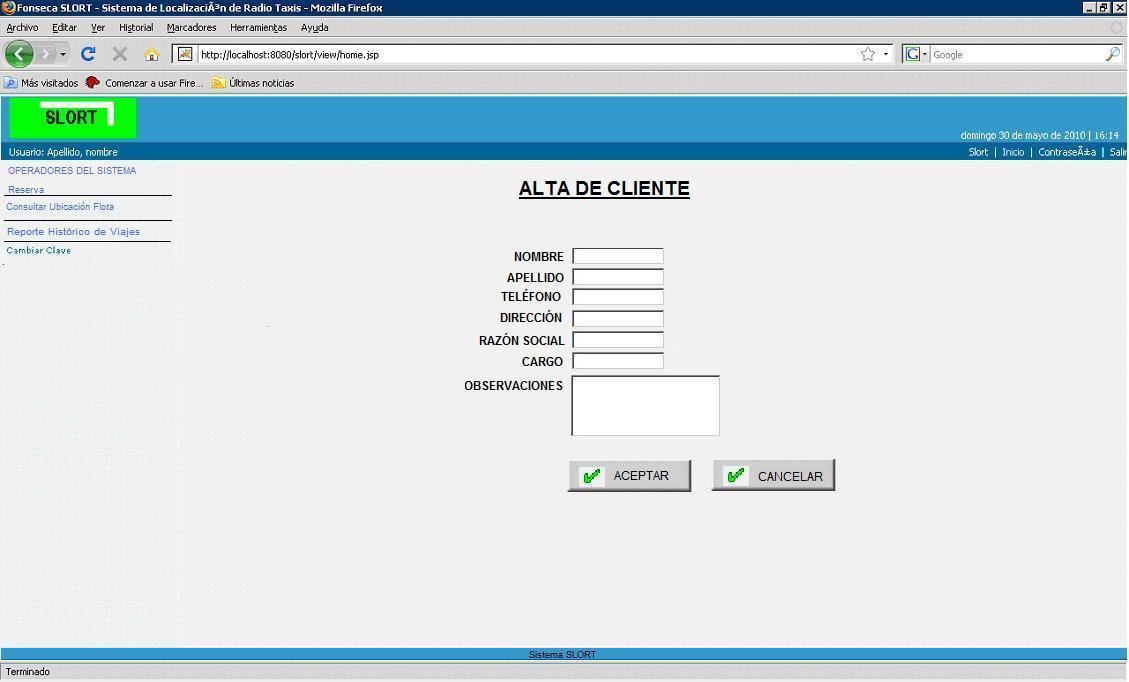 Fonseca SLORT - Sistema de LocalizaciÃ³n de Radio Taxis - Mozilla Firefox
Archivo Editar Ver Historial Marcadores Herramientas Ayuda
http://localhost:8080/slort/view/home.jsp
G Google
Más visitados Comenzar a usar Fire... Últimas noticias
SLORT
domingo 30 de mayo de 2010 | 16:14
Usuario: Apellido, nombre
Slort | Inicio | ContraseÃ±a | Salir
OPERADORES DEL SISTEMA
Reserva
Consultar Ubicación Flota
Reporte Histórico de Viajes
Cambiar Clave
ALTA DE CLIENTE
NOMBRE
APELLIDO
TELÉFONO
DIRECCIÓN
RAZÓN SOCIAL
CARGO
OBSERVACIONES
ACEPTAR CANCELAR
Sistema SLORT
Terminado